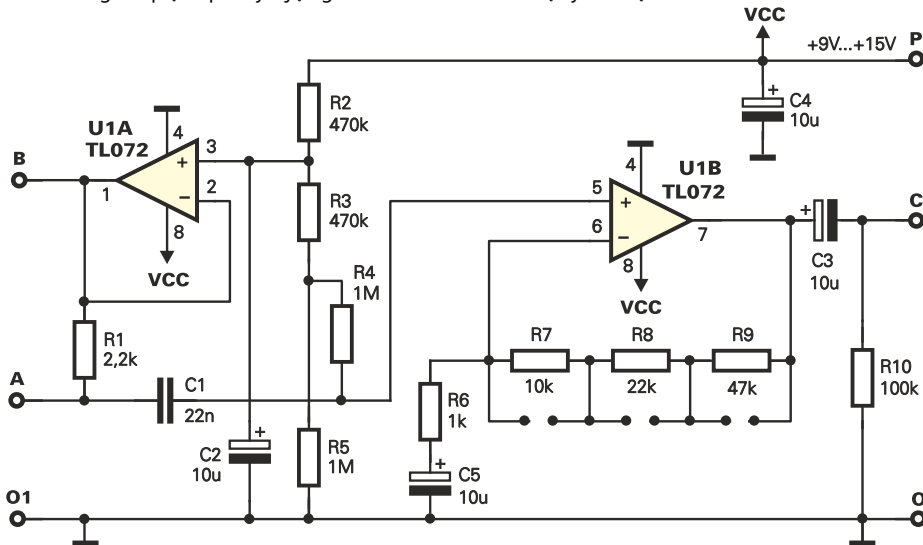 VCC
+9V...+15V
P
R2
470k
+
C4
10u
U1A
TL072
4
3
+
B
1
2
−
8
VCC
R3
470k
4
U1B
TL072
5
+
6
−
7
8
VCC
+
C
C3
10u
R4
1M
R1
2,2k
R7
10k
R8
22k
R9
47k
R10
100k
A
C1
22n
R6
1k
+
C2
10u
R5
1M
+
C5
10u
O1
O